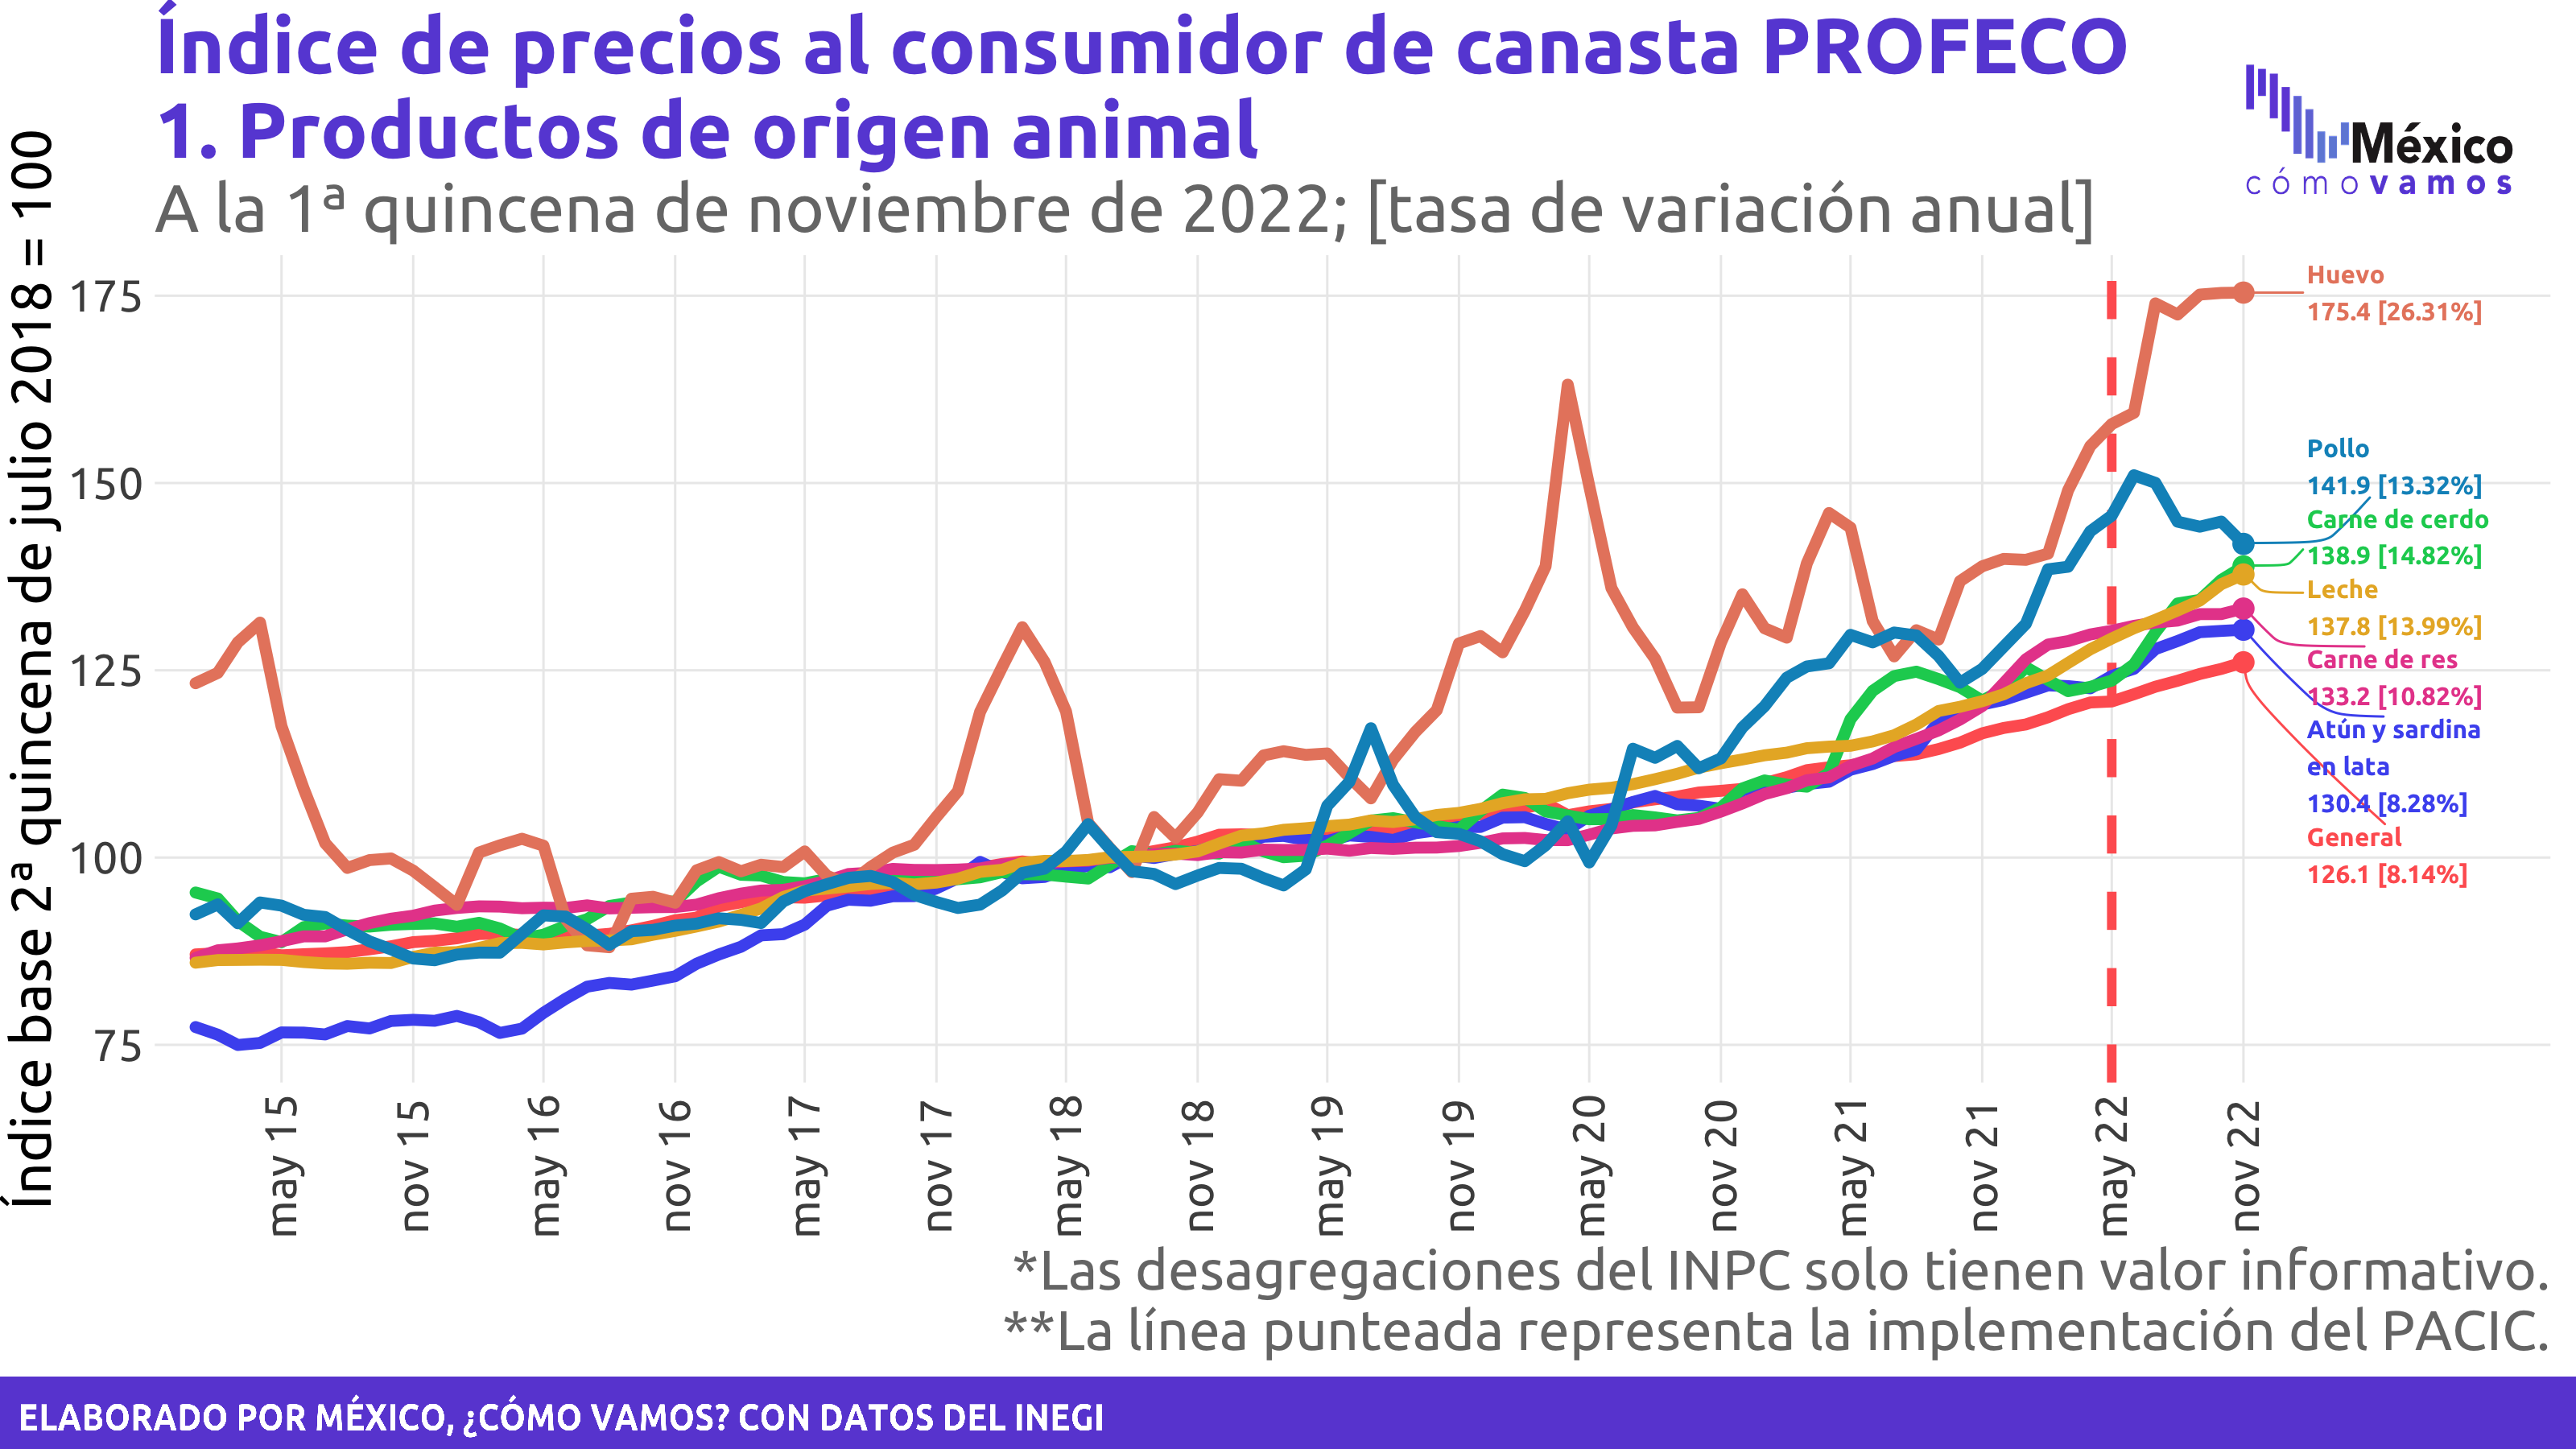 Índice de precios al consumidor de canasta PROFECO
1. Productos de origen animal
A la 1ª quincena de noviembre de 2022; [tasa de variación anual]
México
cómo vamos
Índice base 2ª quincena de julio 2018 = 100
175
150
125
100
75
Huevo
175.4 [26.31%]
Pollo
141.9 [13.32%]
Carne de cerdo
138.9 [14.82%]
Leche
137.8 [13.99%]
Carne de res
133.2 [10.82%]
Atún y sardina
en lata
130.4 [8.28%]
General
126.1 [8.14%]
may 15
nov 15
may 16
nov 16
may 17
nov 17
may 18
nov 18
may 19
nov 19
may 20
nov 20
may 21
nov 21
may 22
nov 22
*Las desagregaciones del INPC solo tienen valor informativo.
**La línea punteada representa la implementación del PACIC.
ELABORADO POR MÉXICO, ¿CÓMO VAMOS? CON DATOS DEL INEGI